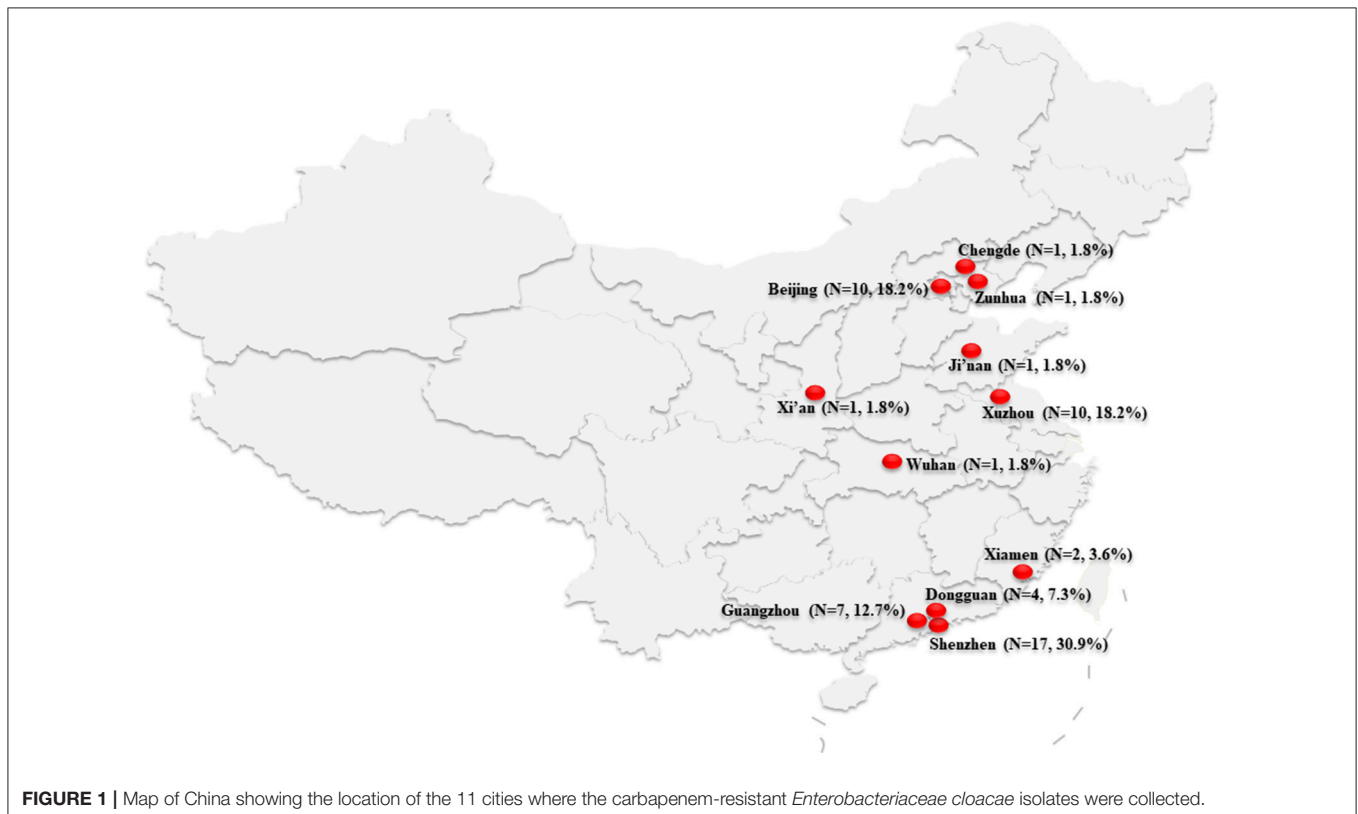 Chengde (N=1, 1.8%)
Beijing (N=10, 18.2%)
Zunhua (N=1, 1.8%)
Ji’nan (N=1, 1.8%)
Xi’an (N=1, 1.8%)
Xuzhou (N=10, 18.2%)
Wuhan (N=1, 1.8%)
Xiamen (N=2, 3.6%)
Dongguan (N=4, 7.3%)
Guangzhou (N=7, 12.7%)
Shenzhen (N=17, 30.9%)
FIGURE 1 | Map of China showing the location of the 11 cities where the carbapenem-resistant Enterobacteriaceae cloacae isolates were collected.